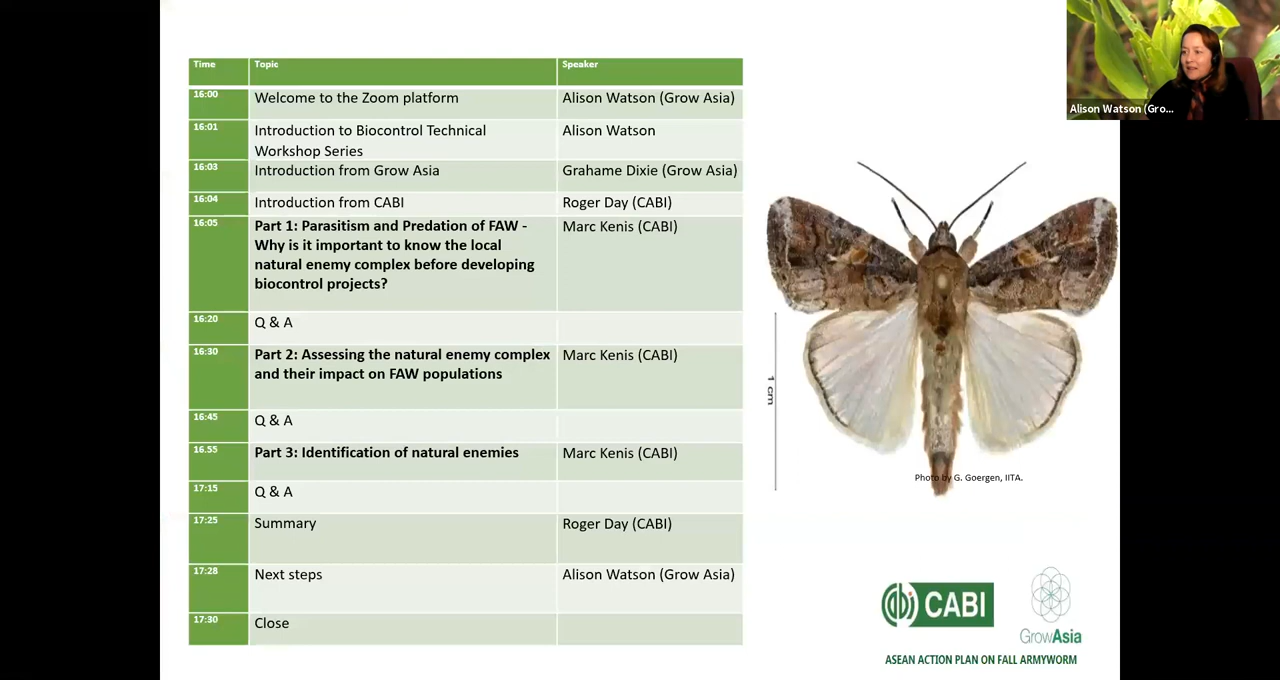 Time Topic Speaker
16:00 Welcome to the Zoom platform Alison Watson (Grow Asia)
16:01 Introduction to Biocontrol Technical Alison Watson
Workshop Series
16:03 Introduction from Grow Asia Grahame Dixie (Grow Asia)
16:04 Introduction from CABI Roger Day (CABI)
16:05 Part 1: Parasitism and Predation of FAW - Marc Kenis (CABI)
Why is it important to know the local
natural enemy complex before developing
biocontrol projects?
16:20 Q & A
16:30 Part 2: Assessing the natural enemy complex Marc Kenis (CABI)
and their impact on FAW populations
16:45 Q & A
16.55 Part 3: Identification of natural enemies Marc Kenis (CABI)
17:15 Q & A
17:25 Summary Roger Day (CABI)
17:28 Next steps Alison Watson (Grow Asia)
17:30 Close
Alison Watson (Gro...
1 cm
Photo by G. Goergen, IITA.
CABI
GrowAsia
ASEAN ACTION PLAN ON FALL ARMYWORM